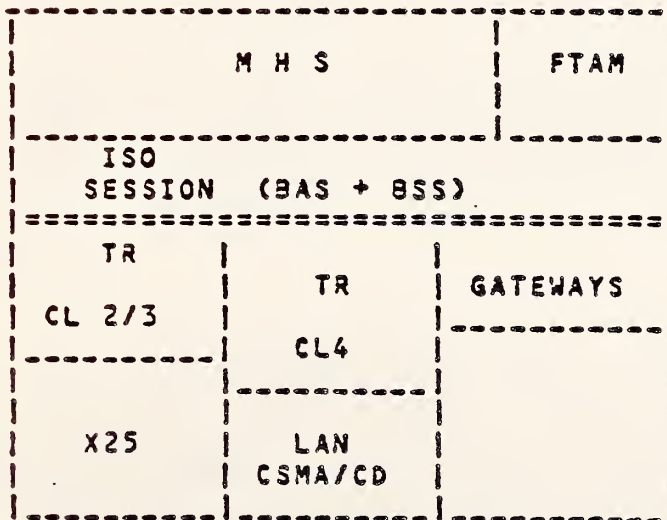 M H S FTAM
ISO
SESSION (BAS + BSS)
TR
CL 2/3
TR
CL4
GATEWAYS
X25
LAN
CSMA/CD